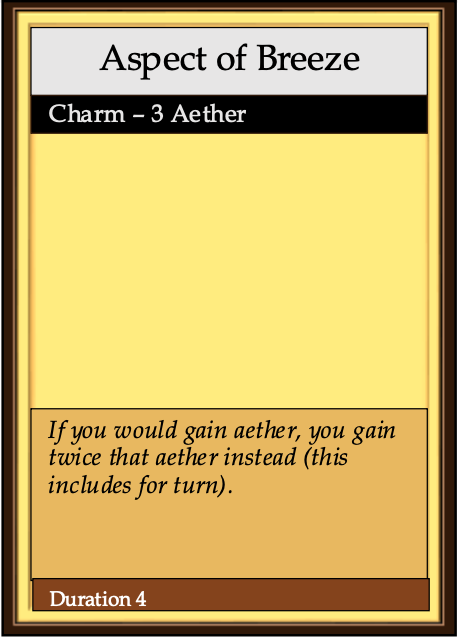 Aspect of Breeze
Charm – 3 Aether
If you would gain aether, you gain
twice that aether instead (this
includes for turn).
Duration 4